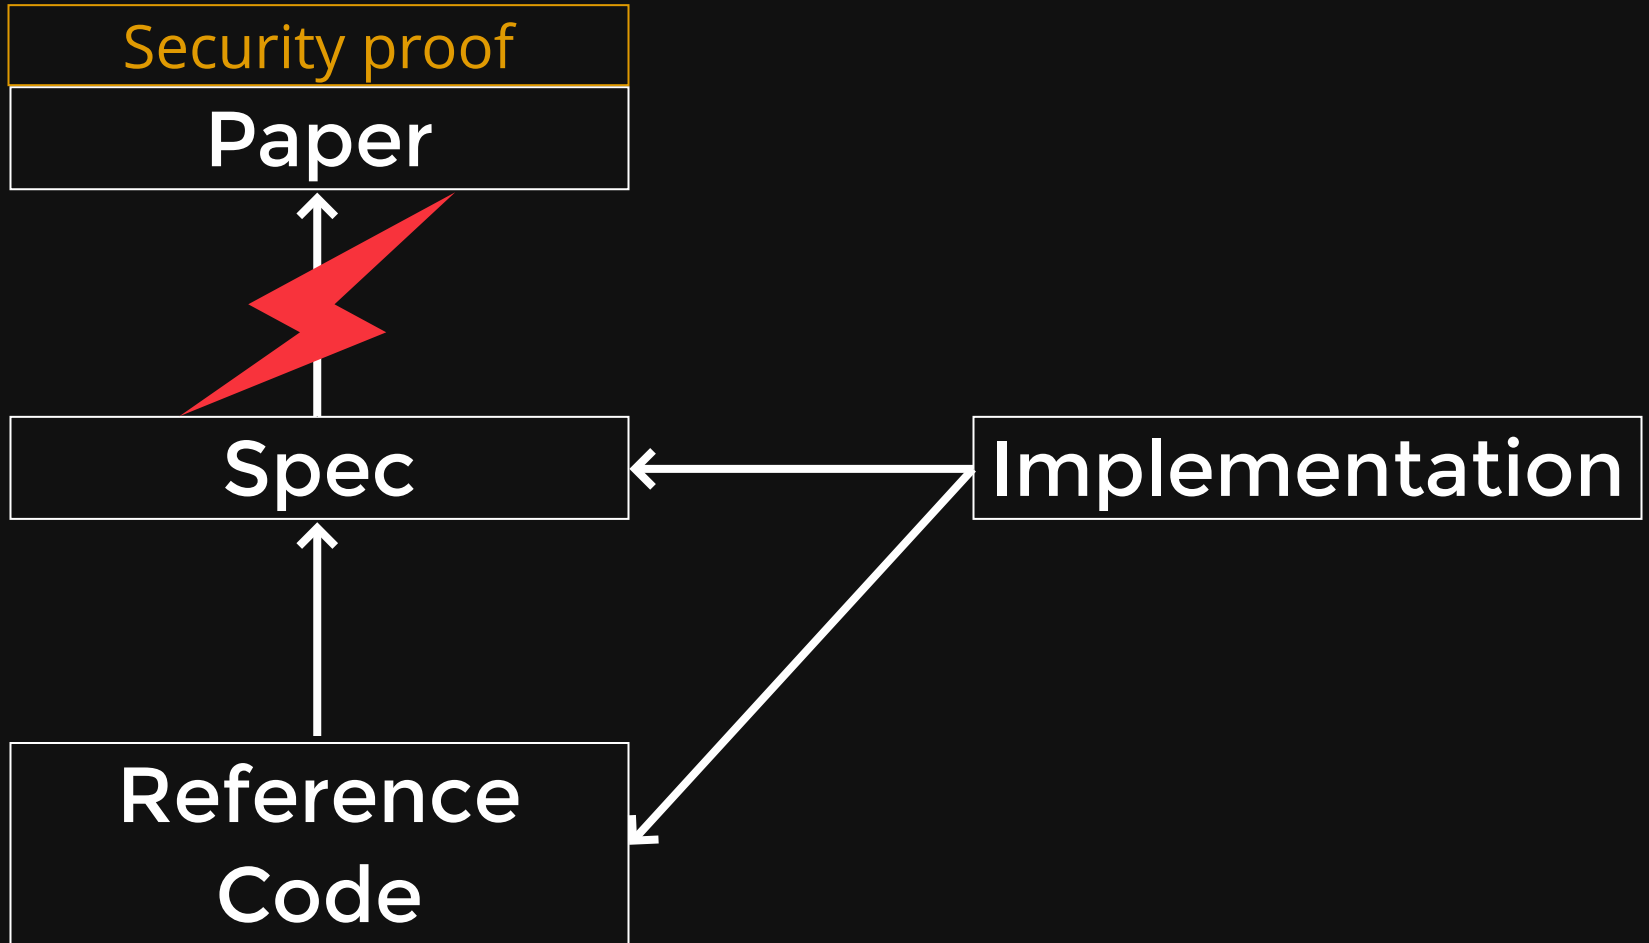 Security proof
Paper
Spec
Implementation
Reference
Code